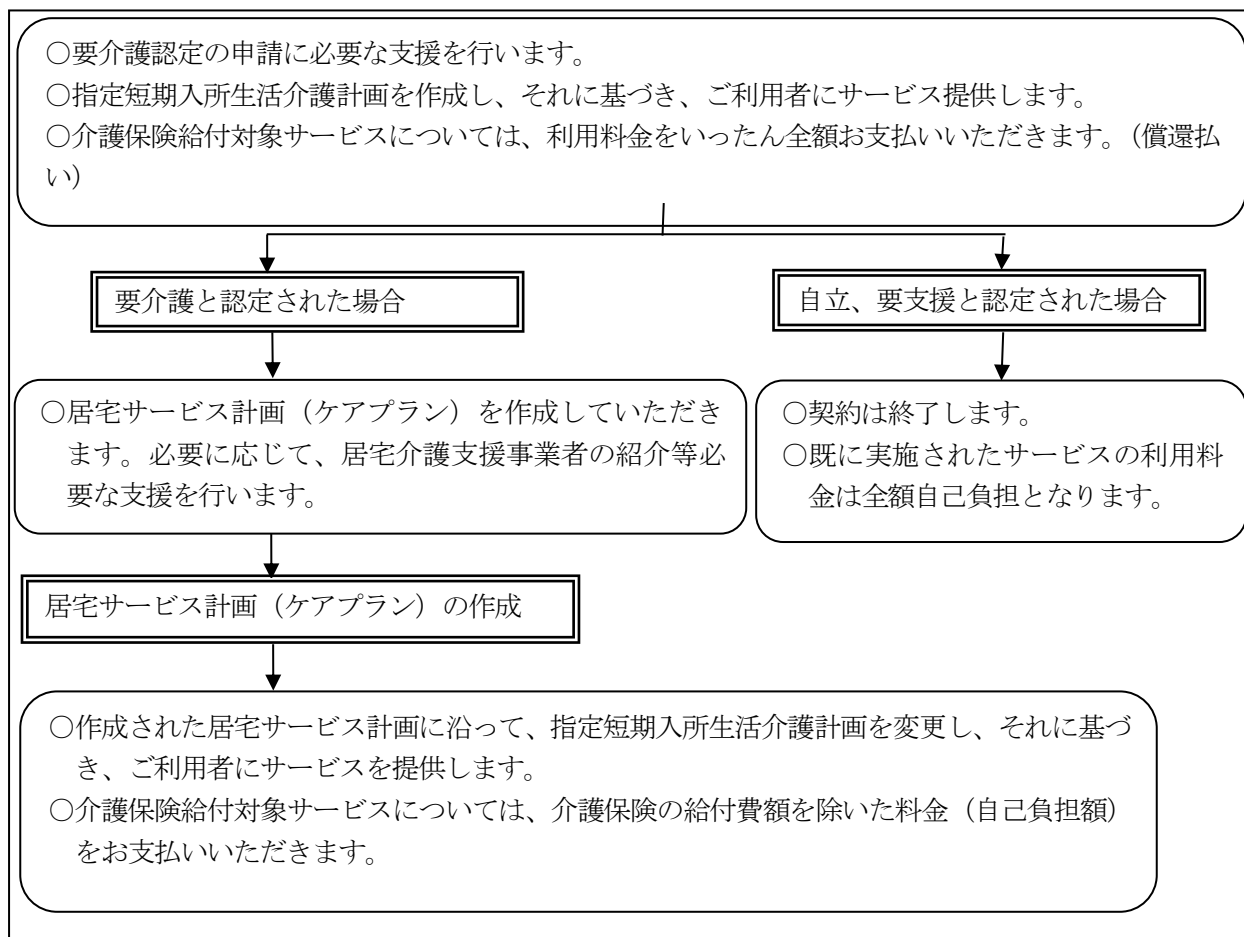 ○要介護認定の申請に必要な支援を行います。
○指定短期入所生活介護計画を作成し、それに基づき、ご利用者にサービス提供します。
○介護保険給付対象サービスについては、利用料金をいったん全額お支払いいただきます。（償還払
い）
要介護と認定された場合
自立、要支援と認定された場合
○居宅サービス計画（ケアプラン）を作成していただき
ます。必要に応じて、居宅介護支援事業者の紹介等必
要な支援を行います。
○契約は終了します。
○既に実施されたサービスの利用料
金は全額自己負担となります。
居宅サービス計画（ケアプラン）の作成
○作成された居宅サービス計画に沿って、指定短期入所生活介護計画を変更し、それに基づ
き、ご利用者にサービスを提供します。
○介護保険給付対象サービスについては、介護保険の給付費額を除いた料金（自己負担額）
をお支払いいただきます。